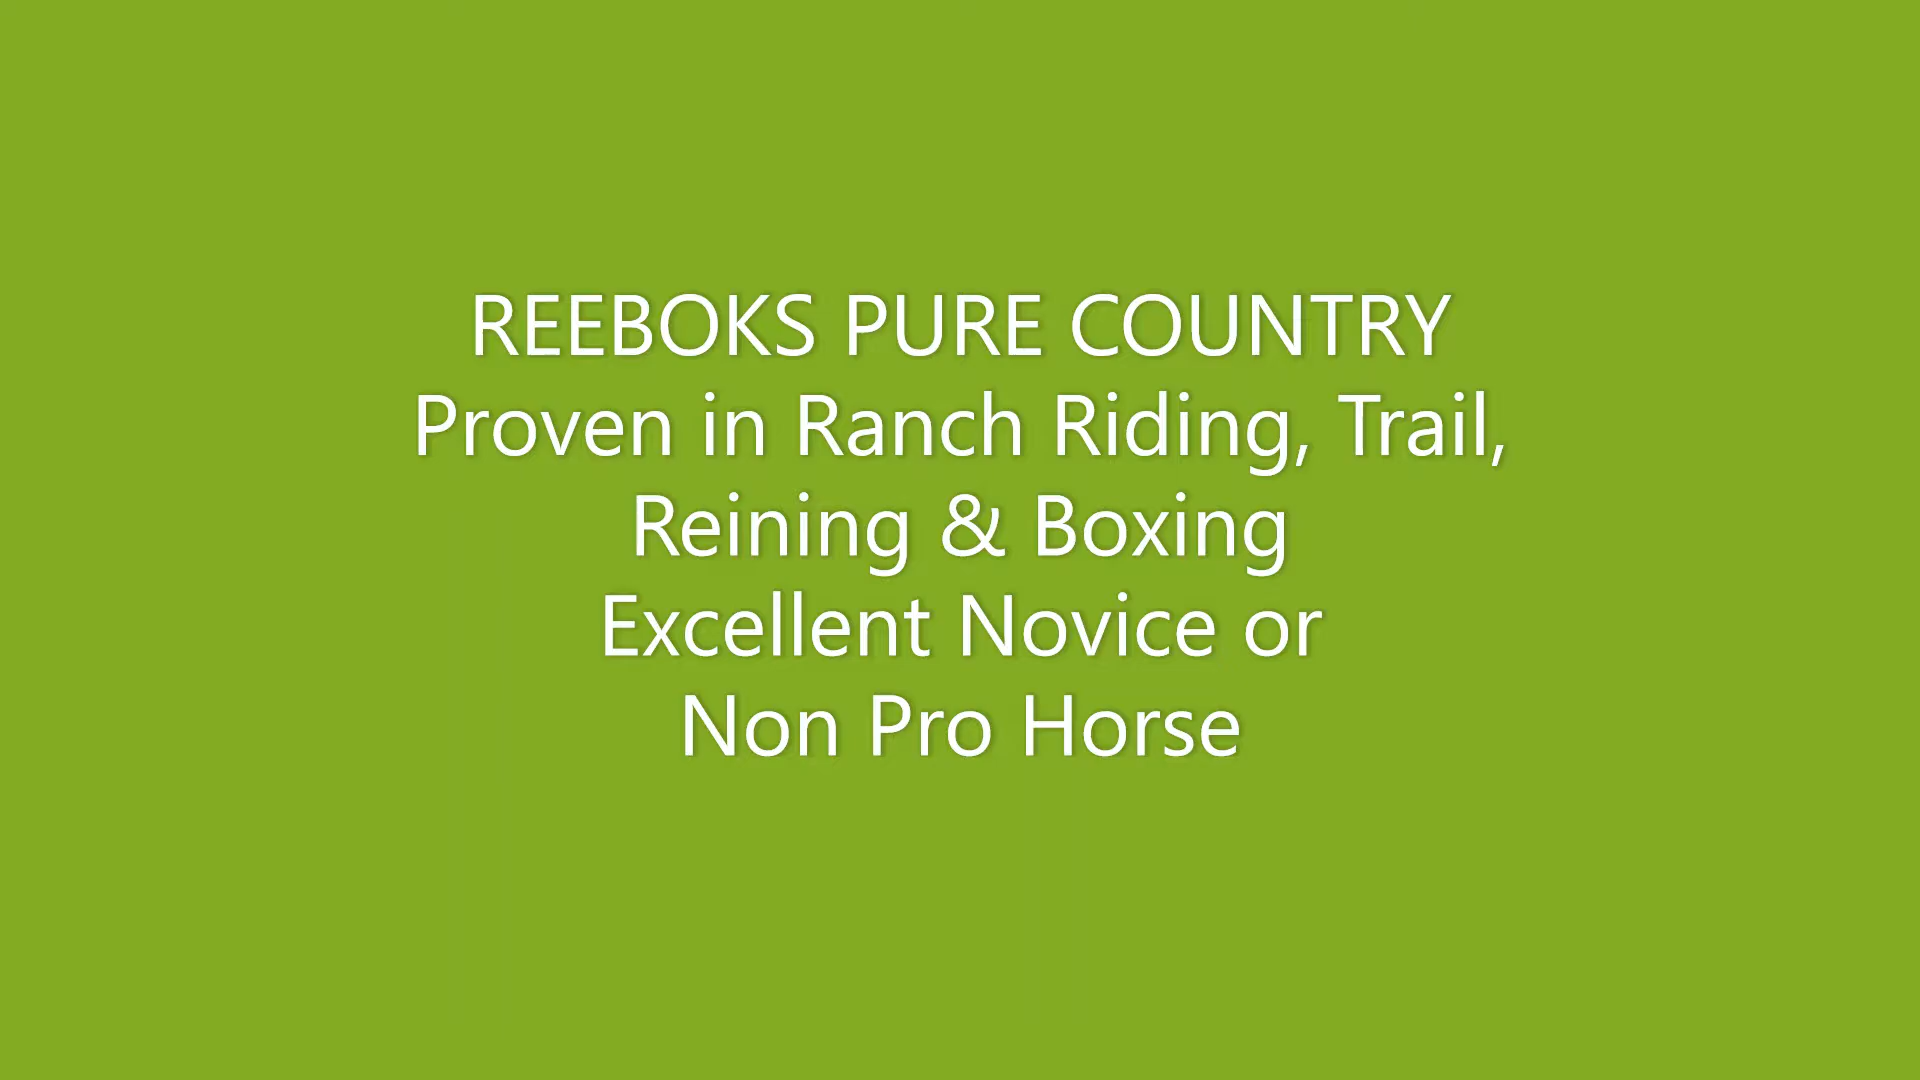 REEBOKS PURE COUNTRY
Proven in Ranch Riding, Trail,
Reining & Boxing
Excellent Novice or
Non Pro Horse